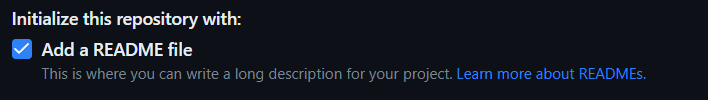 Initialize this repository with:
Add a README file
This is where you can write a long description for your project. Learn more about READMEs.